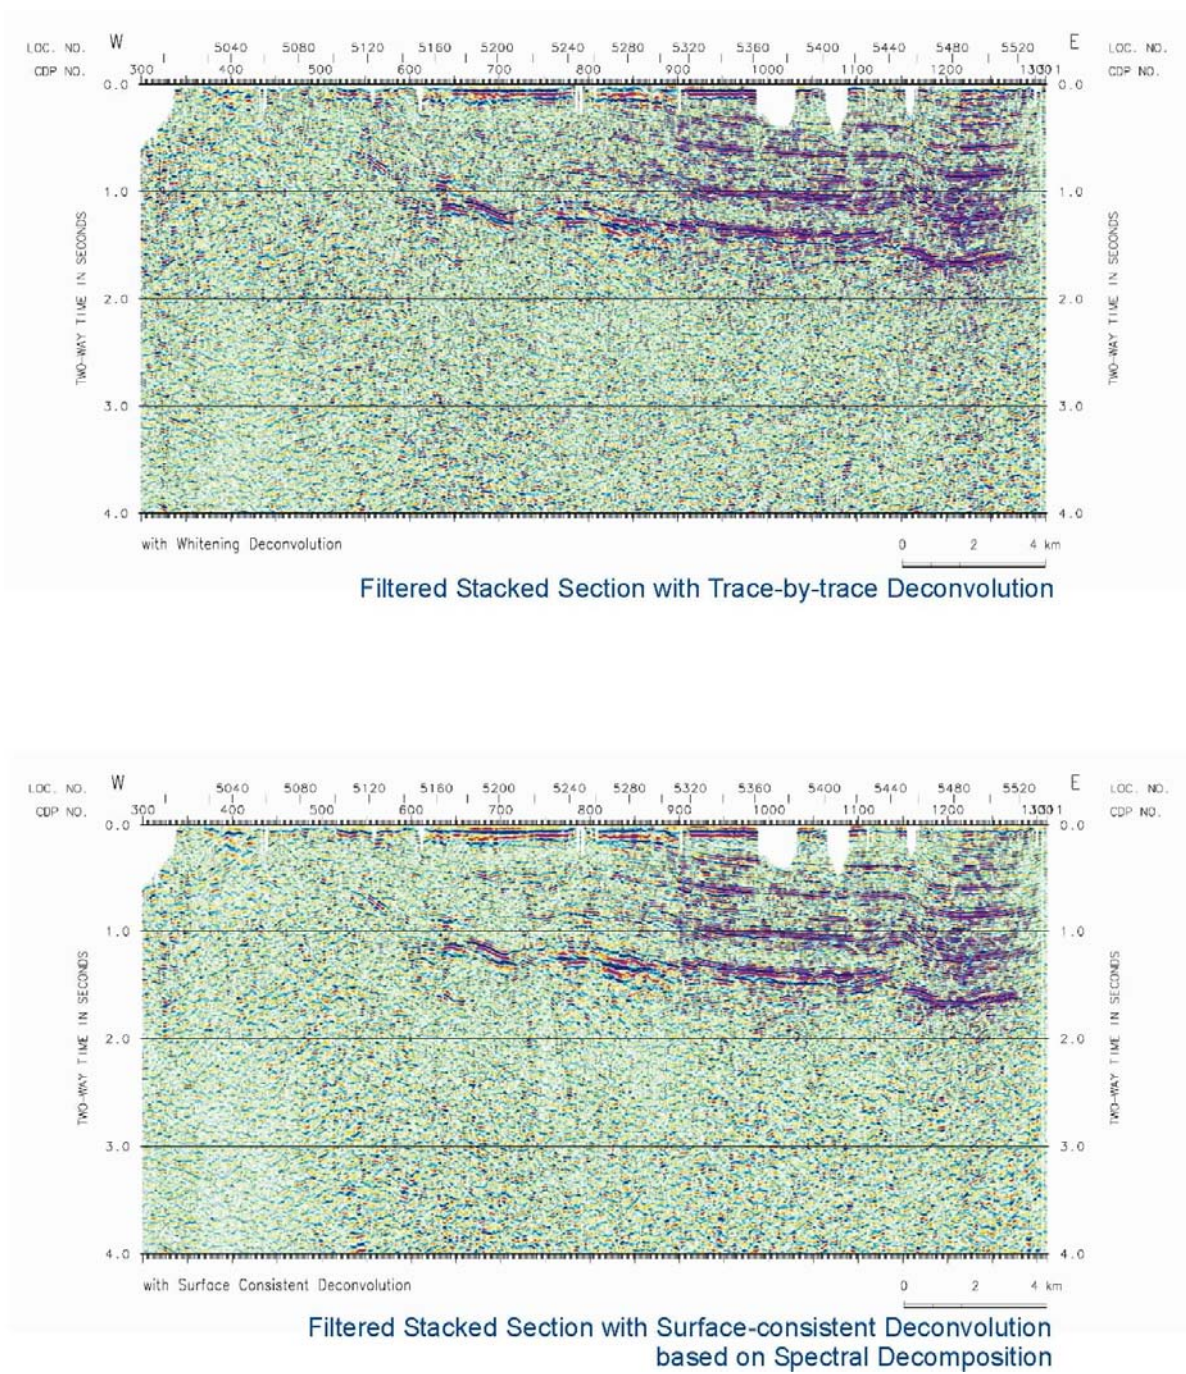 W 5040 5080 5120 5160 5200 5240 5280 5320 5360 5400 5440 5480 5520 E
LOC. NO. LOC. NO.
CDP NO. 300 400 500 600 700 800 900 1000 1100 1200 1301 CDP NO.
0.0 0.0
1.0 1.0
TWO-WAY TIME IN SECONDS TWO-WAY TIME IN SECONDS
2.0 2.0
3.0 3.0
4.0 4.0
with Whitening Deconvolution 0 2 4 km
Filtered Stacked Section with Trace-by-trace Deconvolution
W 5040 5080 5120 5160 5200 5240 5280 5320 5360 5400 5440 5480 5520 E
LOC. NO. LOC. NO.
CDP NO. 300 400 500 600 700 800 900 1000 1100 1200 CDP NO.
0.0 0.0
1.0 1.0
TWO-WAY TIME IN SECONDS TWO-WAY TIME IN SECONDS
2.0 2.0
3.0 3.0
4.0 4.0
with Surface Consistent Deconvolution 0 2 4 km
Filtered Stacked Section with Surface-consistent Deconvolution
based on Spectral Decomposition